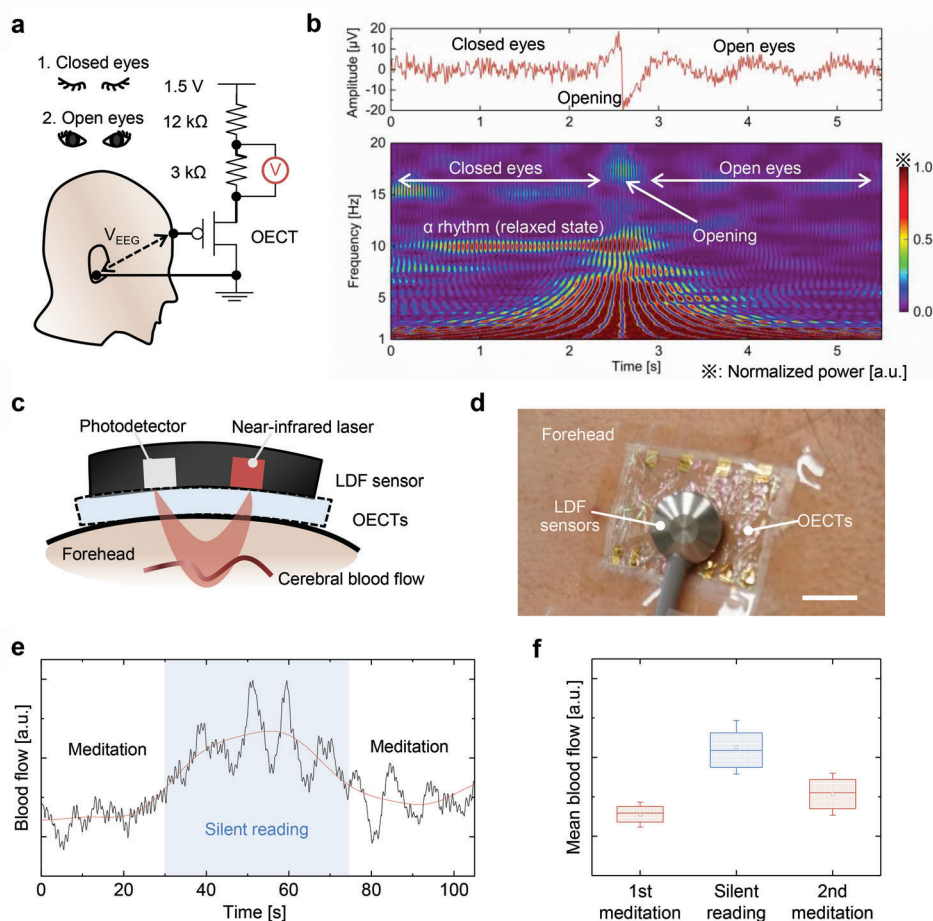 a
1. Closed eyes
2. Open eyes
1.5 V
12 kΩ
3 kΩ
V
OECT
VEEG
b
Amplitude [µV]
20
10
0
-10
-20
Closed eyes
Open eyes
Opening
0 1 2 3 4 5
Frequency [Hz]
20
15
10
5
1
Closed eyes
Open eyes
α rhythm (relaxed state)
Opening
0 1 2 3 4 5
Time [s]
※
1.0
0.0
※: Normalized power [a.u.]
c
Photodetector
Near-infrared laser
LDF sensor
OECTs
Forehead
Cerebral blood flow
d
Forehead
LDF
sensors
OECTs
e
Blood flow [a.u.]
Meditation
Meditation
Silent reading
0 20 40 60 80 100
Time [s]
f
Mean blood flow [a.u.]
1st
meditation
Silent
reading
2nd
meditation